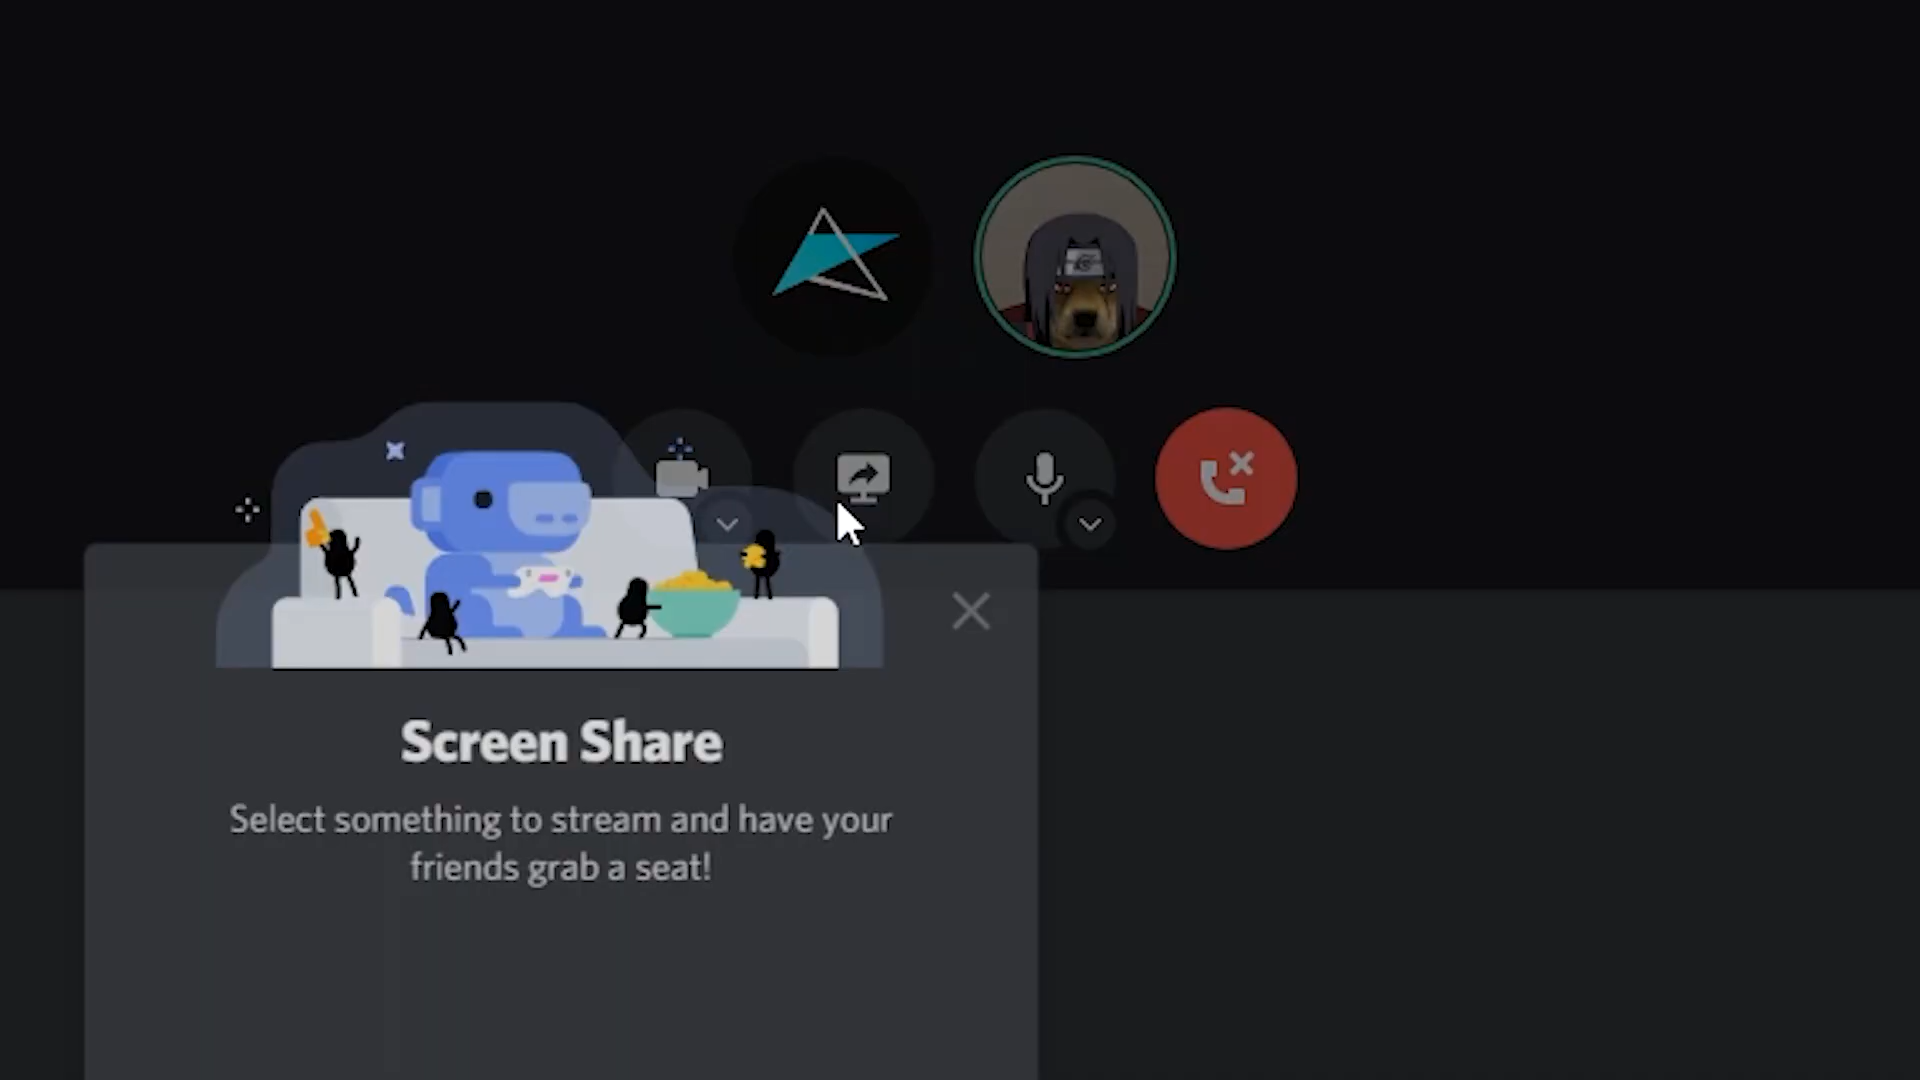 Screen Share
Select something to stream and have your
friends grab a seat!